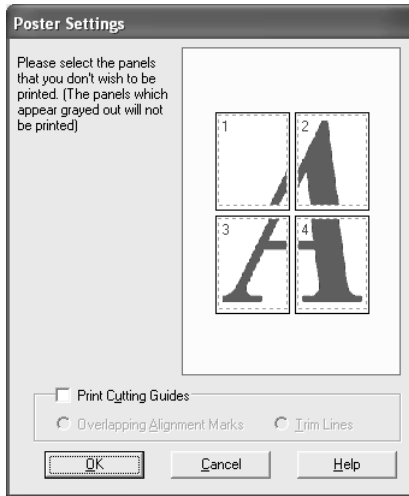 Poster Settings
Please select the panels
that you don't wish to be
printed. (The panels which
appear grayed out will not
be printed)
1
2
3
4
Print Cutting Guides
Overlapping Alignment Marks
Trim Lines
OK
Cancel
Help